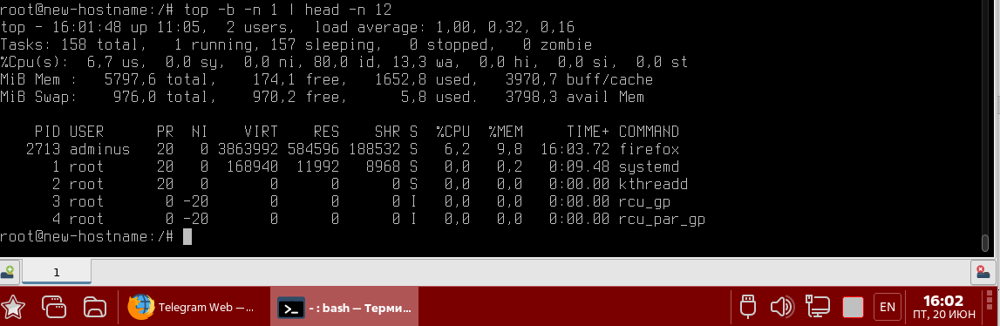 root@new-hostname:/# top -b -n 1 | head -n 12
top - 16:01:48 up 11:05,  2 users,  load average: 1,00, 0,32, 0,16
Tasks: 158 total,   1 running, 157 sleeping,   0 stopped,   0 zombie
%Cpu(s):  6,7 us,  0,0 sy,  0,0 ni, 80,0 id, 13,3 wa,  0,0 hi,  0,0 si,  0,0 st
MiB Mem :   5797,6 total,    174,1 free,   1652,8 used,   3970,7 buff/cache
MiB Swap:    976,0 total,    970,2 free,      5,8 used.   3798,3 avail Mem
    PID USER      PR  NI    VIRT    RES    SHR S  %CPU  %MEM     TIME+ COMMAND
   2713 adminus   20   0 3863992 584596 188532 S   6,2   9,8  16:03.72 firefox
      1 root      20   0  168940  11992   8968 S   0,0   0,2   0:09.48 systemd
      2 root      20   0       0      0      0 S   0,0   0,0   0:00.00 kthreadd
      3 root       0 -20       0      0      0 I   0,0   0,0   0:00.00 rcu_gp
      4 root       0 -20       0      0      0 I   0,0   0,0   0:00.00 rcu_par_gp
root@new-hostname:/#
1
Telegram Web —...
- : bash — Терми...
EN
16:02
ПТ, 20 ИЮН